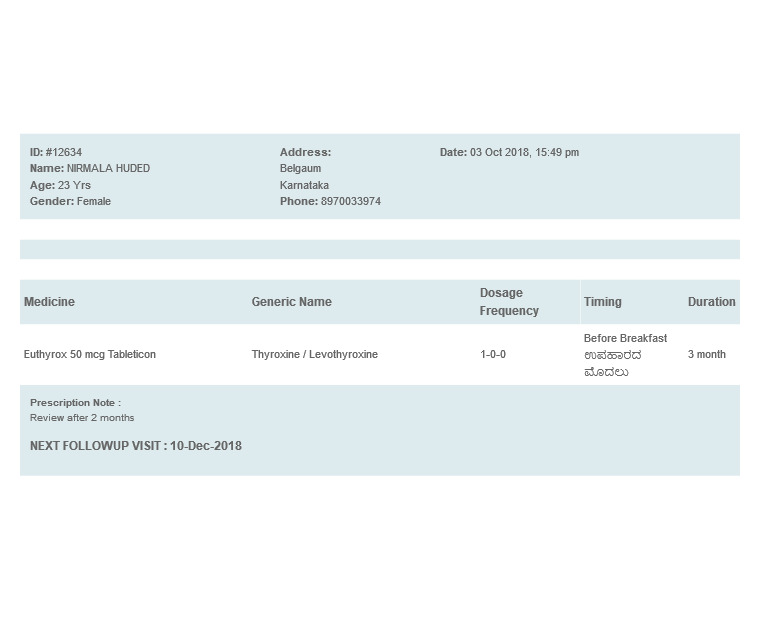 ID: #12634
Name: NIRMALA HUDED
Age: 23 Yrs
Gender: Female
Address:
Belgaum
Karnataka
Phone: 8970033974
Date: 03 Oct 2018, 15:49 pm
Medicine Generic Name Dosage Frequency Timing Duration
Euthyrox 50 mcg Tableticon Thyroxine / Levothyroxine 1-0-0 Before Breakfast 3 month
ಉಪಹಾರದ
ಮೊದಲು
Prescription Note :
Review after 2 months
NEXT FOLLOWUP VISIT : 10-Dec-2018